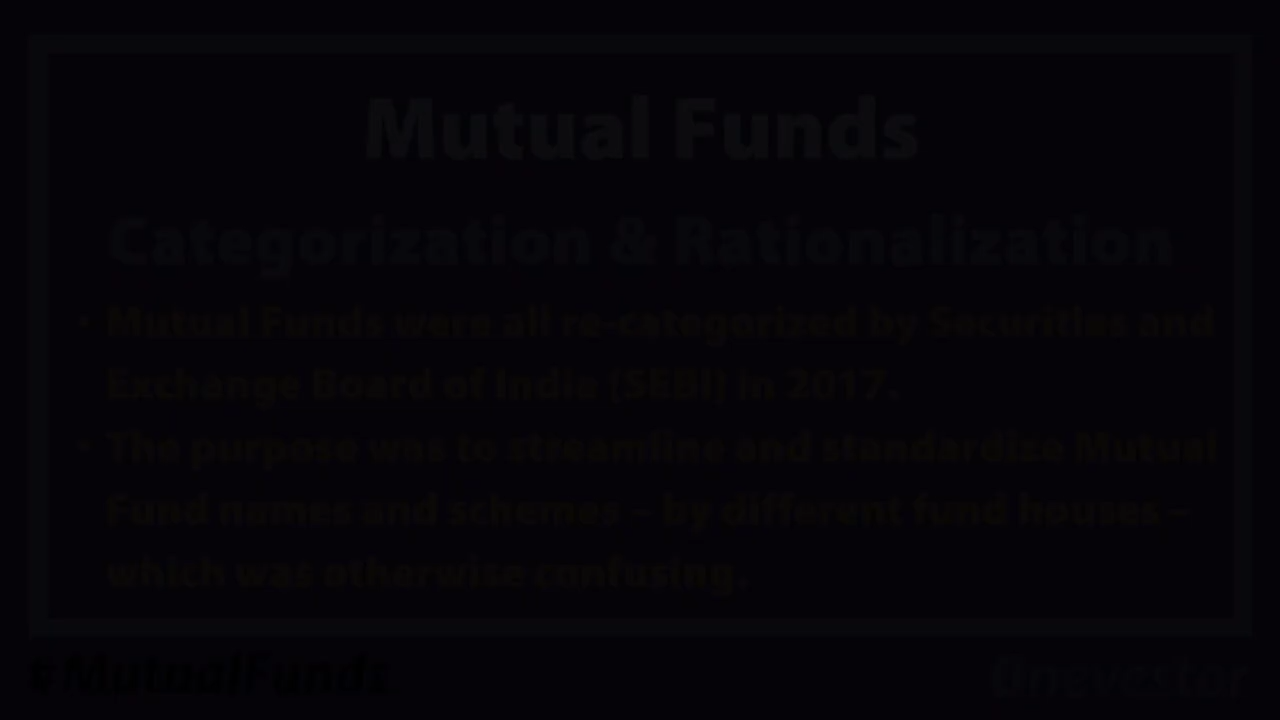 Mutual Funds
Categorization & Rationalization
• Mutual Funds were all re-categorized by Securities and
Exchange Board of India (SEBI) in 2017.
• The purpose was to streamline and standardize Mutual
Fund names and schemes – by different fund houses –
which was otherwise confusing.
#MutualFunds